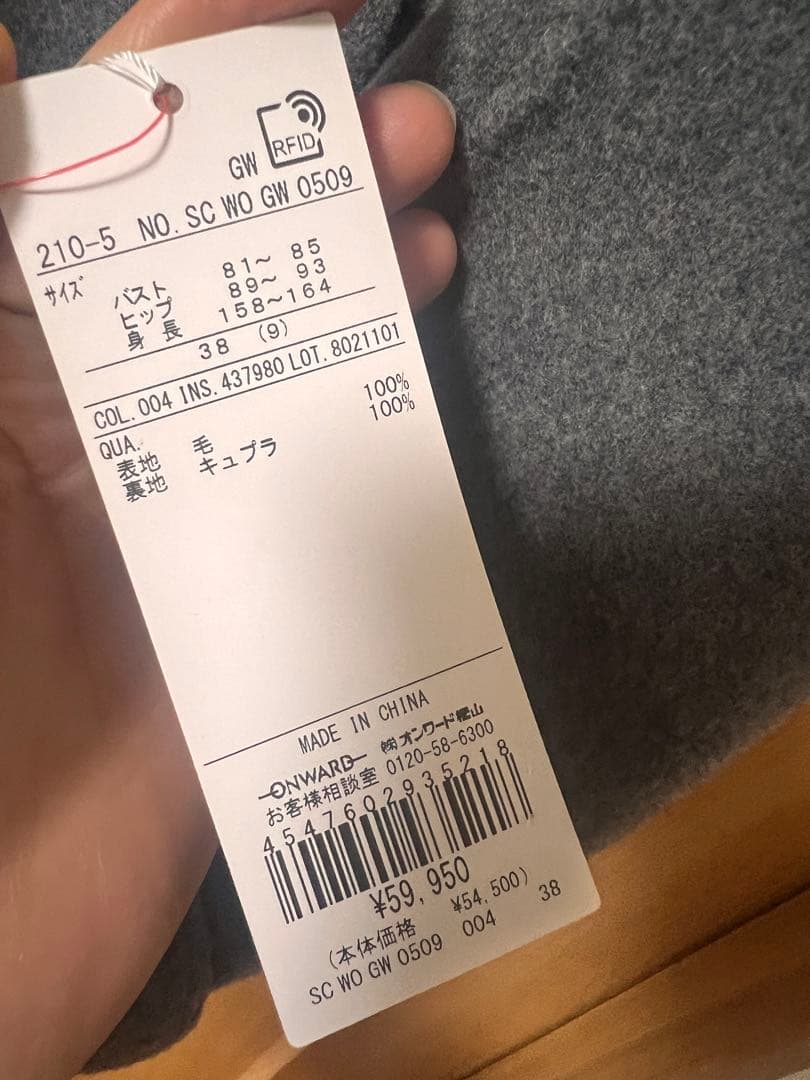 RFID
GW
210-5 NO. SC WO GW 0509
サイズ
バスト 81〜 85
ヒップ 89〜 93
身 長 158〜164
38 (9)
COL. 004 INS. 437980 LOT. 8021101
QUA.
表地 毛 100%
裏地 キュプラ 100%
MADE IN CHINA
ONWARD ㈱オンワード樫山
お客様相談室 0120-58-6300
4547602935218
¥59,950
(本体価格 ¥54,500)
SC WO GW 0509 004 38